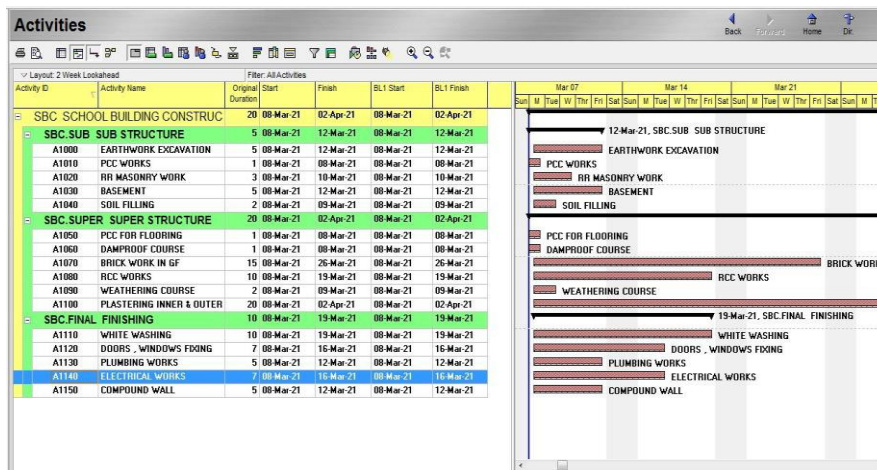 Activities
Back Forward Home Dir.
Layout: 2 Week Lookahead Filter: All Activities
Activity ID Activity Name Original Duration Start Finish BL1 Start BL1 Finish
Mar 07 Mar 14 Mar 21
Sun M Tue W Thr Fri Sat Sun M Tue W Thr Fri Sat Sun M Tue W Thr Fri Sat Sun M
SBC SCHOOL BUILDING CONSTRUC 20 08-Mar-21 02-Apr-21 08-Mar-21 02-Apr-21
SBC.SUB SUB STRUCTURE 5 08-Mar-21 12-Mar-21 08-Mar-21 12-Mar-21 12-Mar-21, SBC.SUB SUB STRUCTURE
A1000 EARTHWORK EXCAVATION 5 08-Mar-21 12-Mar-21 08-Mar-21 12-Mar-21 EARTHWORK EXCAVATION
A1010 PCC WORKS 1 08-Mar-21 08-Mar-21 08-Mar-21 08-Mar-21 PCC WORKS
A1020 RR MASONRY WORK 3 08-Mar-21 10-Mar-21 08-Mar-21 10-Mar-21 RR MASONRY WORK
A1030 BASEMENT 5 08-Mar-21 12-Mar-21 08-Mar-21 12-Mar-21 BASEMENT
A1040 SOIL FILLING 2 08-Mar-21 09-Mar-21 08-Mar-21 09-Mar-21 SOIL FILLING
SBC.SUPER SUPER STRUCTURE 20 08-Mar-21 02-Apr-21 08-Mar-21 02-Apr-21
A1050 PCC FOR FLOORING 1 08-Mar-21 08-Mar-21 08-Mar-21 08-Mar-21 PCC FOR FLOORING
A1060 DAMPROOF COURSE 1 08-Mar-21 08-Mar-21 08-Mar-21 08-Mar-21 DAMPROOF COURSE
A1070 BRICK WORK IN GF 15 08-Mar-21 26-Mar-21 08-Mar-21 26-Mar-21 BRICK WORK
A1080 RCC WORKS 10 08-Mar-21 19-Mar-21 08-Mar-21 19-Mar-21 RCC WORKS
A1090 WEATHERING COURSE 2 08-Mar-21 09-Mar-21 08-Mar-21 09-Mar-21 WEATHERING COURSE
A1100 PLASTERING INNER & OUTER 20 08-Mar-21 02-Apr-21 08-Mar-21 02-Apr-21
SBC.FINAL FINISHING 10 08-Mar-21 19-Mar-21 08-Mar-21 19-Mar-21 19-Mar-21, SBC.FINAL FINISHING
A1110 WHITE WASHING 10 08-Mar-21 19-Mar-21 08-Mar-21 19-Mar-21 WHITE WASHING
A1120 DOORS , WINDOWS FIXING 7 08-Mar-21 16-Mar-21 08-Mar-21 16-Mar-21 DOORS , WINDOWS FIXING
A1130 PLUMBING WORKS 5 08-Mar-21 12-Mar-21 08-Mar-21 12-Mar-21 PLUMBING WORKS
A1140 ELECTRICAL WORKS 7 08-Mar-21 16-Mar-21 08-Mar-21 16-Mar-21 ELECTRICAL WORKS
A1150 COMPOUND WALL 5 08-Mar-21 12-Mar-21 08-Mar-21 12-Mar-21 COMPOUND WALL